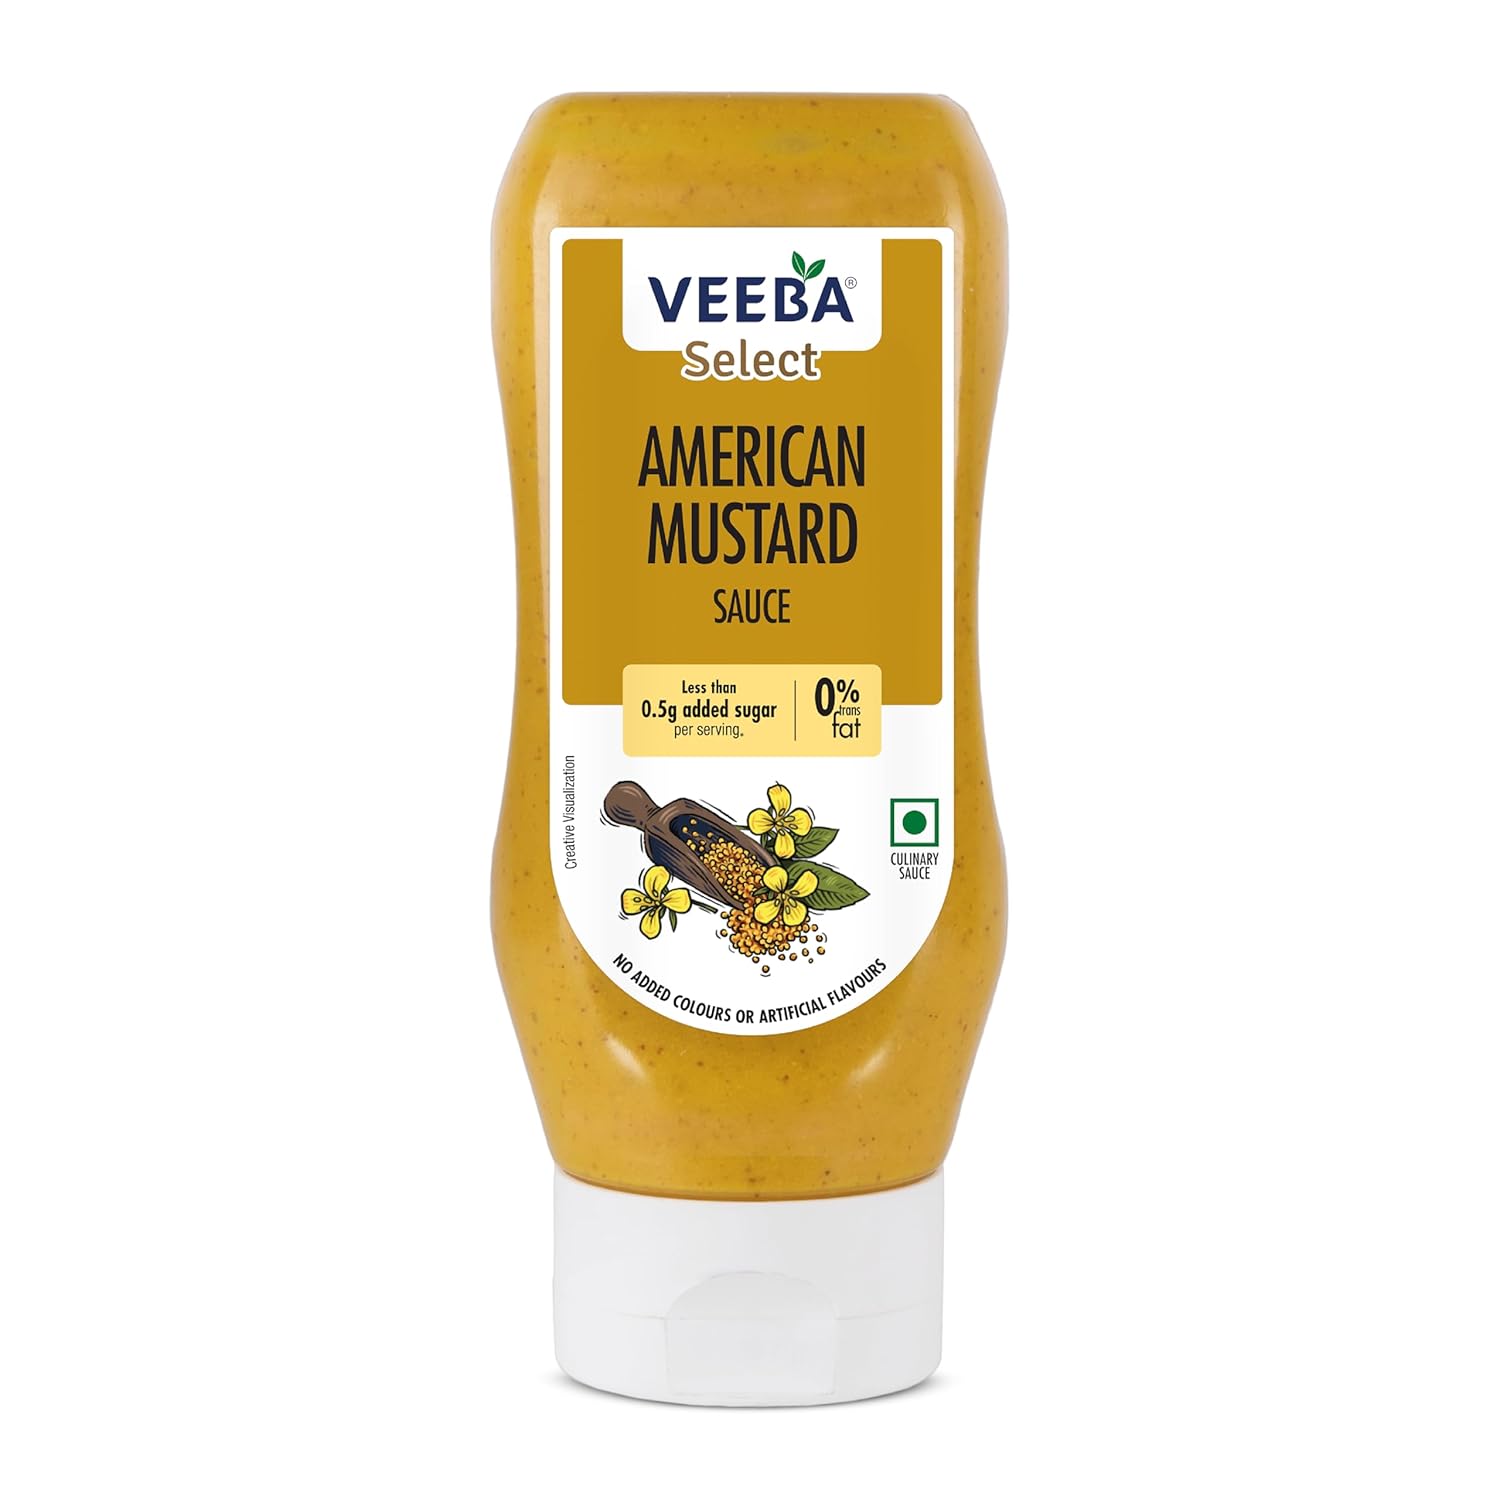 VEEBA®
Select
AMERICAN
MUSTARD
SAUCE
Less than
0.5g added sugar
per serving.
0%
trans
fat
Creative Visualization
CULINARY
SAUCE
NO ADDED COLOURS OR ARTIFICIAL FLAVOURS